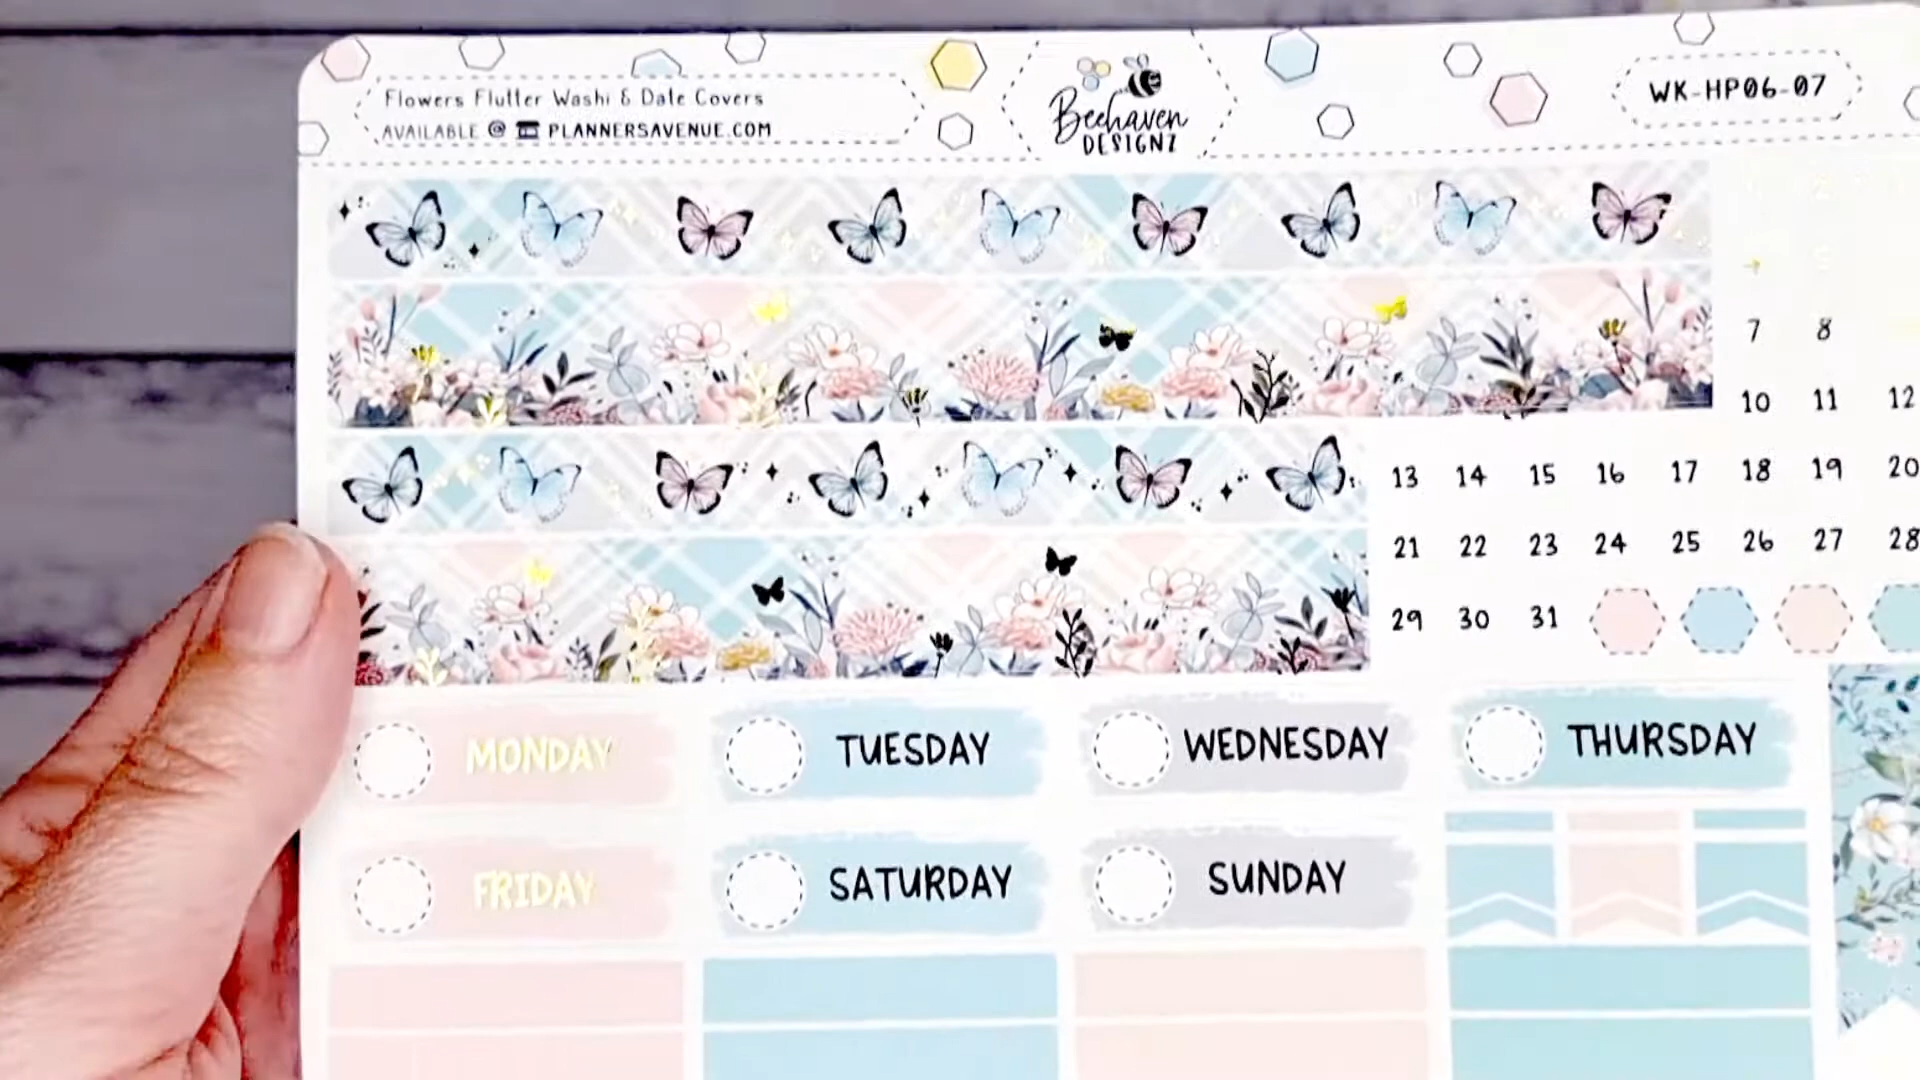 Flowers Flutter Washi & Date Covers
AVAILABLE @ PLANNERSAVENUE.COM
Beehaven
DESIGNZ
WK-HP06-07
7 8
10 11 12
13 14 15 16 17 18 19 20
21 22 23 24 25 26 27 28
29 30 31
MONDAY TUESDAY WEDNESDAY THURSDAY
FRIDAY SATURDAY SUNDAY